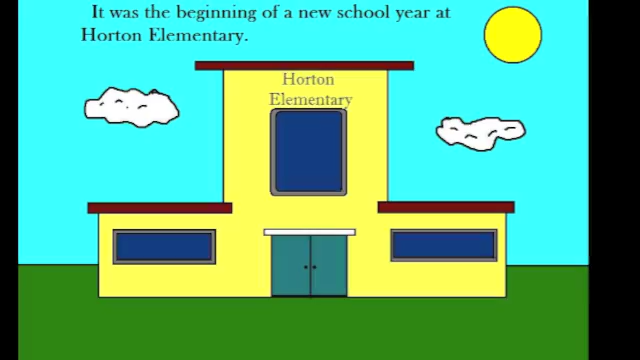 It was the beginning of a new school year at
Horton Elementary.
Horton
Elementary